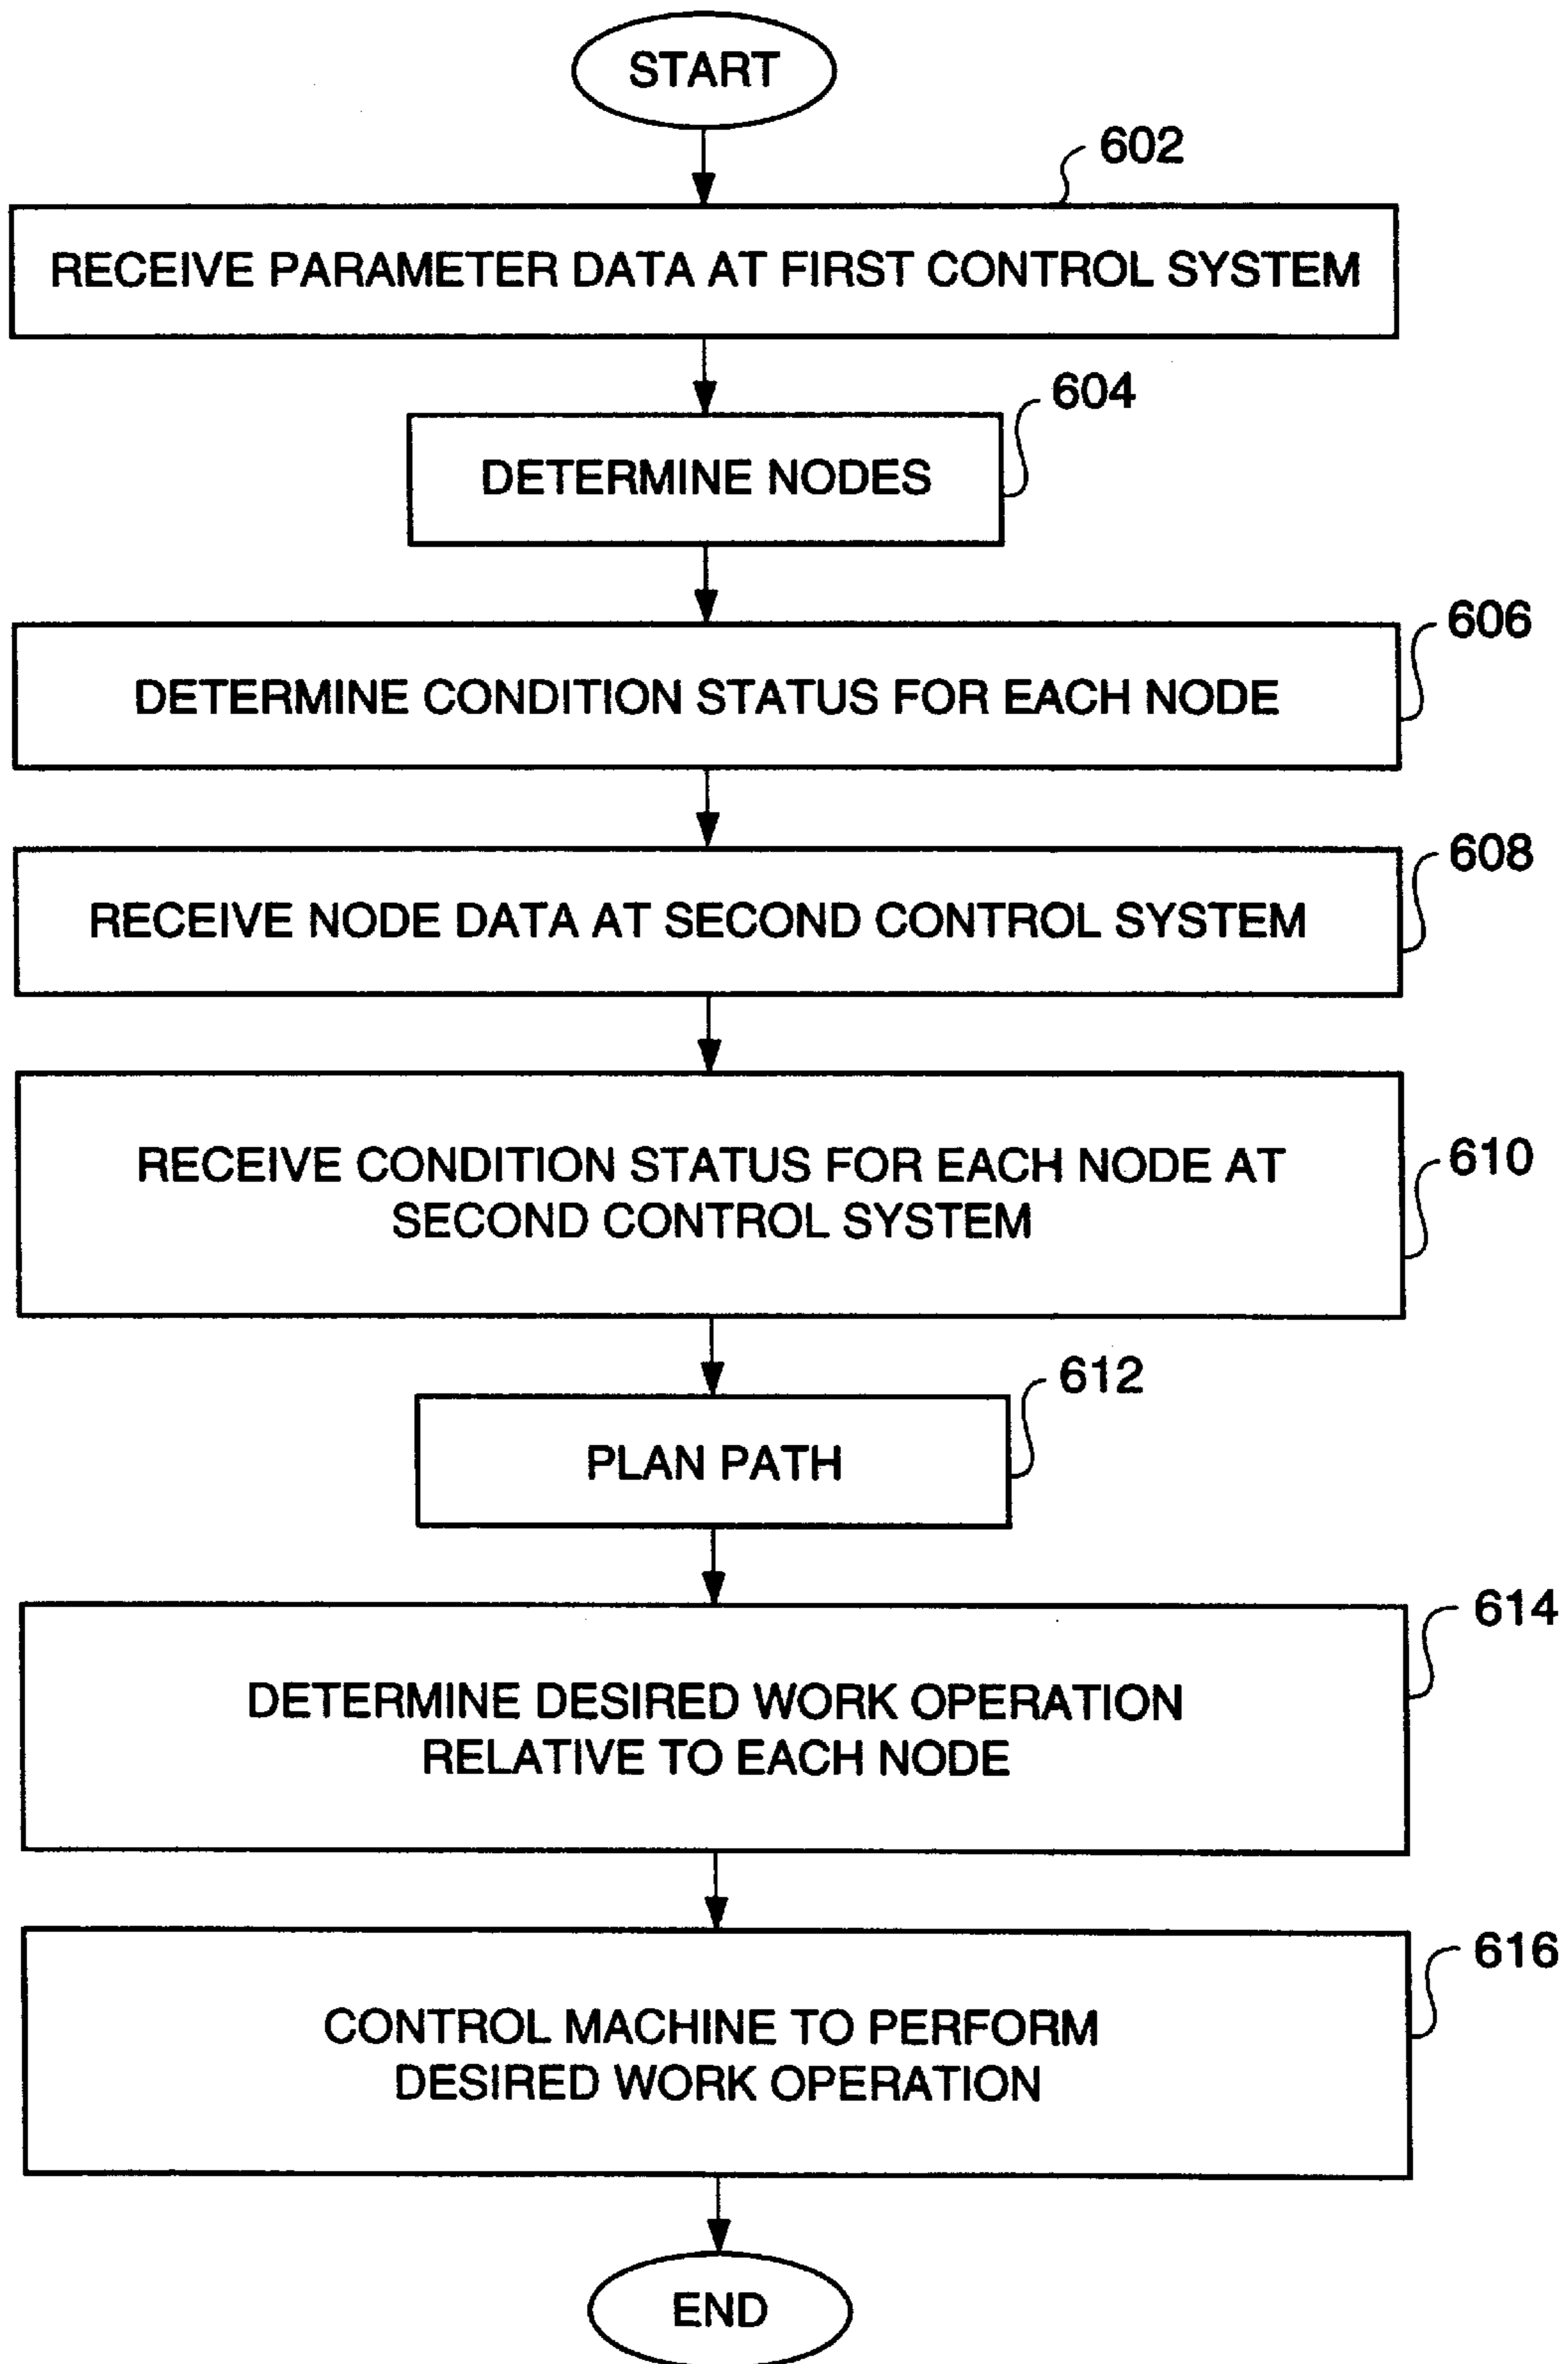 START
602
RECEIVE PARAMETER DATA AT FIRST CONTROL SYSTEM
604
DETERMINE NODES
606
DETERMINE CONDITION STATUS FOR EACH NODE
608
RECEIVE NODE DATA AT SECOND CONTROL SYSTEM
610
RECEIVE CONDITION STATUS FOR EACH NODE AT
SECOND CONTROL SYSTEM
612
PLAN PATH
614
DETERMINE DESIRED WORK OPERATION
RELATIVE TO EACH NODE
616
CONTROL MACHINE TO PERFORM
DESIRED WORK OPERATION
END